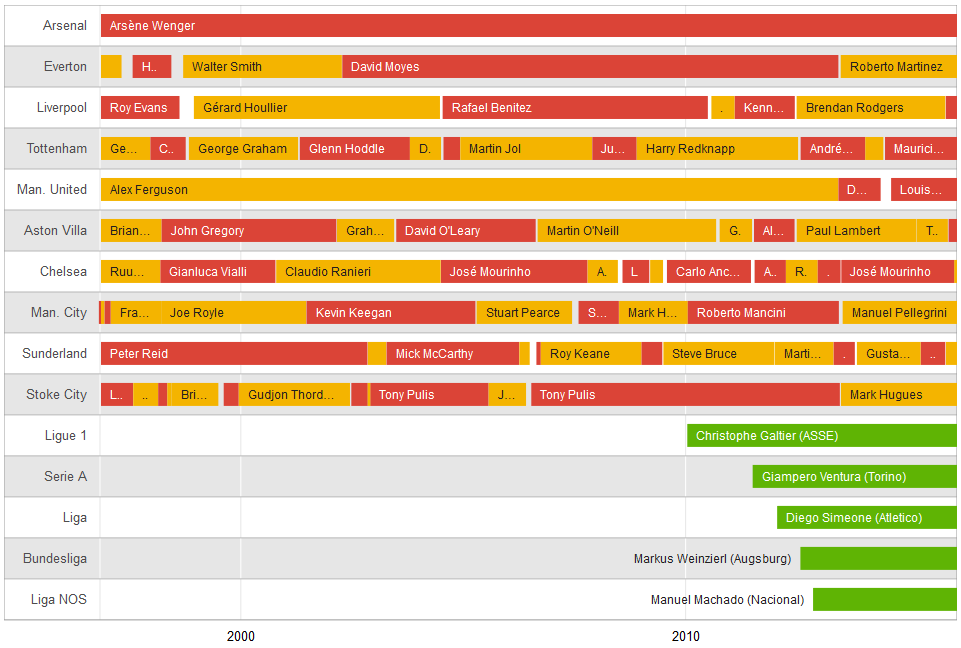 Arsenal Arsène Wenger
Everton H.. Walter Smith David Moyes Roberto Martinez
Liverpool Roy Evans Gérard Houllier Rafael Benitez . Kenn... Brendan Rodgers
Tottenham Ge... C.. George Graham Glenn Hoddle D. Martin Jol Ju... Harry Redknapp André... Maurici...
Man. United Alex Ferguson D... Louis...
Aston Villa Brian... John Gregory Grah... David O'Leary Martin O'Neill G. Al... Paul Lambert T..
Chelsea Ruu... Gianluca Vialli Claudio Ranieri José Mourinho A. L Carlo Anc... A.. R. . José Mourinho
Man. City Fra... Joe Royle Kevin Keegan Stuart Pearce S... Mark H... Roberto Mancini Manuel Pellegrini
Sunderland Peter Reid Mick McCarthy Roy Keane Steve Bruce Marti... . Gusta... ..
Stoke City L.. .. Bri... Gudjon Thord... Tony Pulis J... Tony Pulis Mark Hugues
Ligue 1 Christophe Galtier (ASSE)
Serie A Giampero Ventura (Torino)
Liga Diego Simeone (Atletico)
Bundesliga Markus Weinzierl (Augsburg)
Liga NOS Manuel Machado (Nacional)
2000 2010